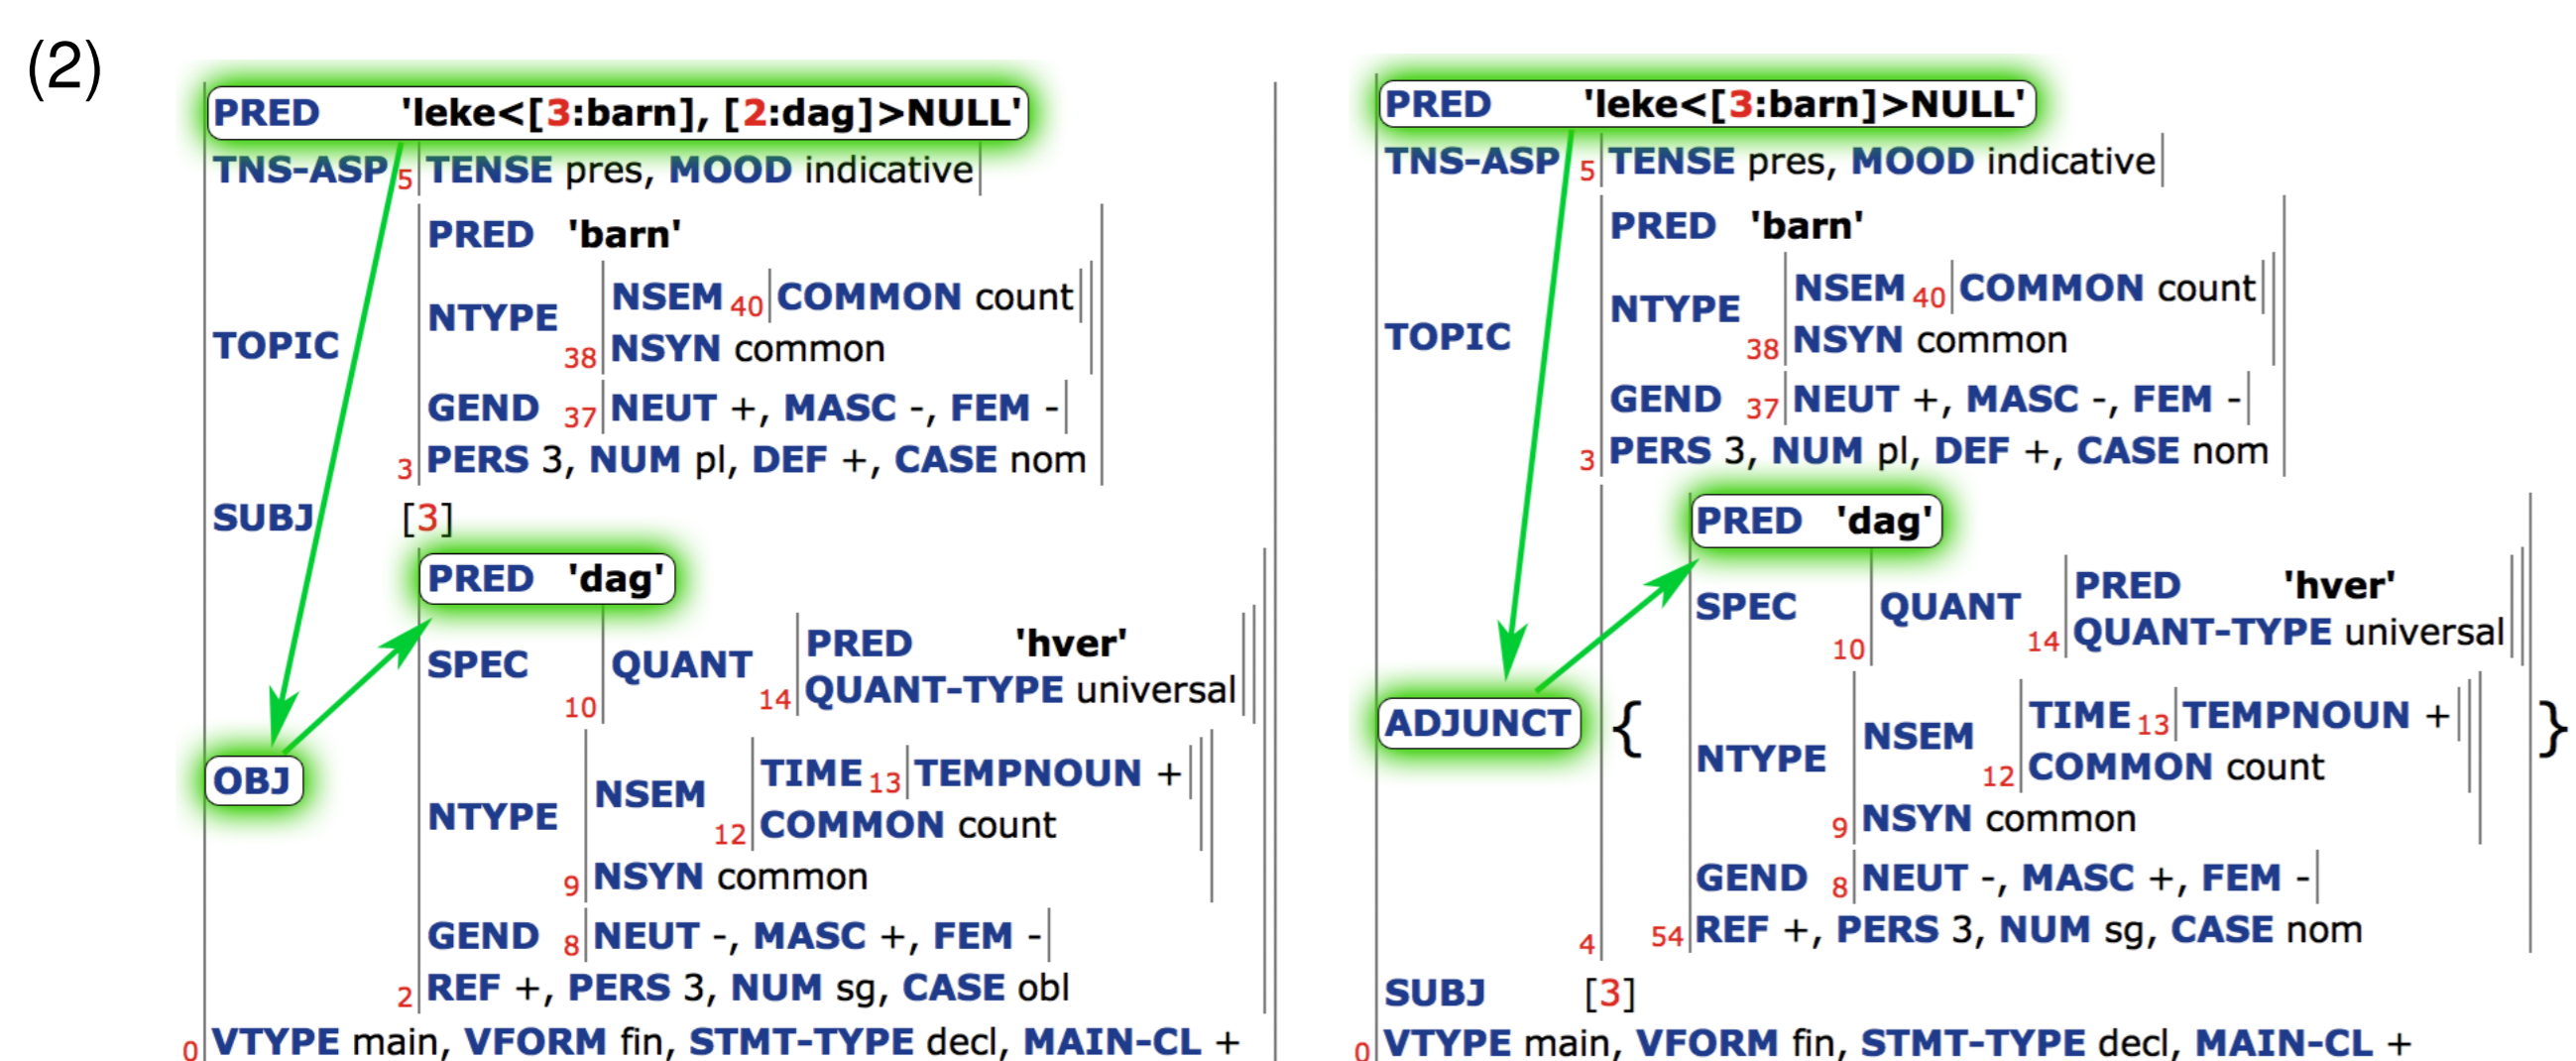 (2)
PRED 'leke<[3:barn], [2:dag]>NULL'
TNS-ASP 5 TENSE pres, MOOD indicative
PRED 'barn'
NSEM 40 COMMON count
NTYPE
TOPIC
38 NSYN common
GEND 37 NEUT +, MASC -, FEM -
3 PERS 3, NUM pl, DEF +, CASE nom
SUBJ [3]
PRED 'dag'
PRED 'hver'
SPEC 10 QUANT 14 QUANT-TYPE universal
OBJ
TIME 13 TEMPNOUN +
NSEM
12 COMMON count
NTYPE
9 NSYN common
GEND 8 NEUT -, MASC +, FEM -
2 REF +, PERS 3, NUM sg, CASE obl
0 VTYPE main, VFORM fin, STMT-TYPE decl, MAIN-CL +
PRED 'leke<[3:barn]>NULL'
TNS-ASP 5 TENSE pres, MOOD indicative
PRED 'barn'
NSEM 40 COMMON count
NTYPE
TOPIC
38 NSYN common
GEND 37 NEUT +, MASC -, FEM -
3 PERS 3, NUM pl, DEF +, CASE nom
PRED 'dag'
PRED 'hver'
SPEC 10 QUANT 14 QUANT-TYPE universal
ADJUNCT { }
TIME 13 TEMPNOUN +
NSEM
12 COMMON count
NTYPE
9 NSYN common
GEND 8 NEUT -, MASC +, FEM -
4 54 REF +, PERS 3, NUM sg, CASE nom
SUBJ [3]
0 VTYPE main, VFORM fin, STMT-TYPE decl, MAIN-CL +